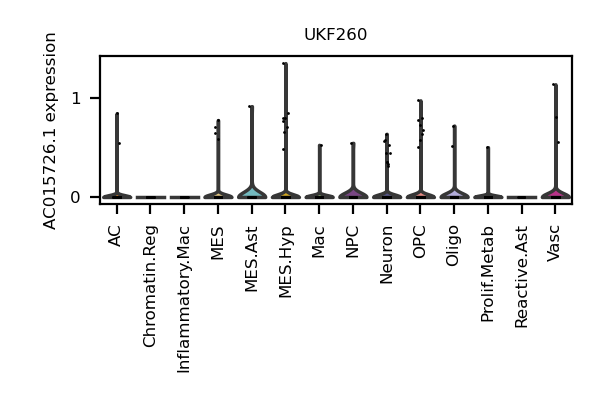 UKF260
AC015726.1 expression
1
0
AC
Chromatin.Reg
Inflammatory.Mac
MES
MES.Ast
MES.Hyp
Mac
NPC
Neuron
OPC
Oligo
Prolif.Metab
Reactive.Ast
Vasc